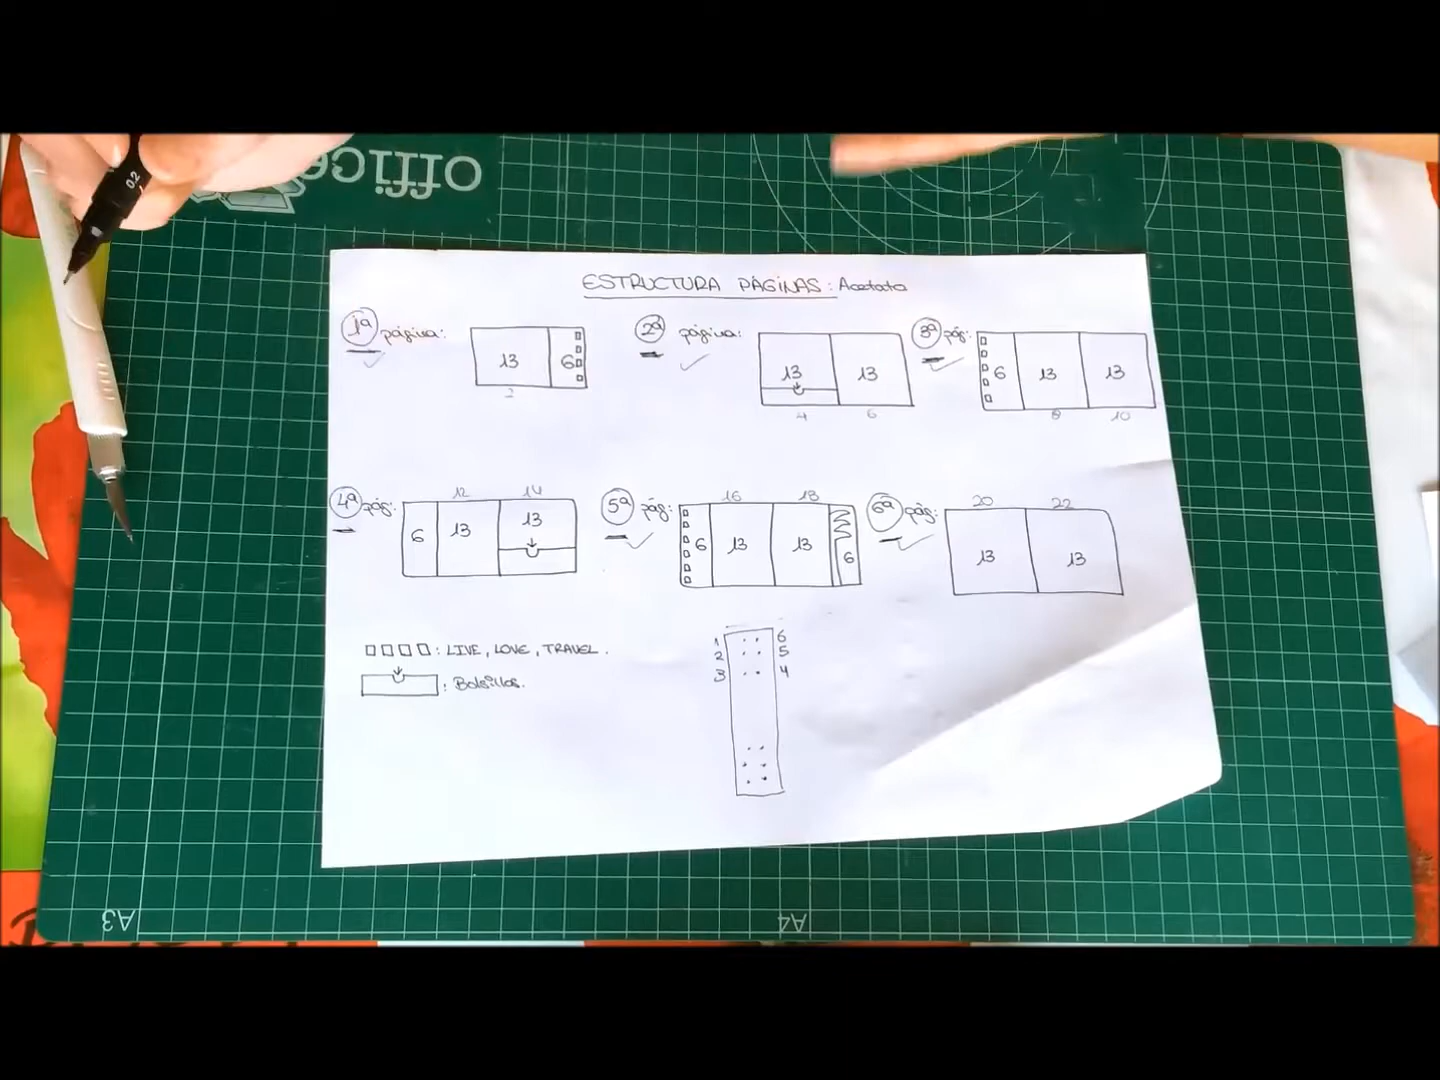 office
0.2
ESTRUCTURA PÁGINAS: Acetato
1ª página:
13 6
2
2ª página:
13 13
4 6
3ª pág:
6 13 13
8 10
4ª pág:
12 14
6 13 13
5ª pág:
16 18
6 13 13 6
6ª pág:
20 22
13 13
: LIVE, LOVE, TRAVEL.
: Bolsillos.
1 6
2 5
3 4
A3
A4